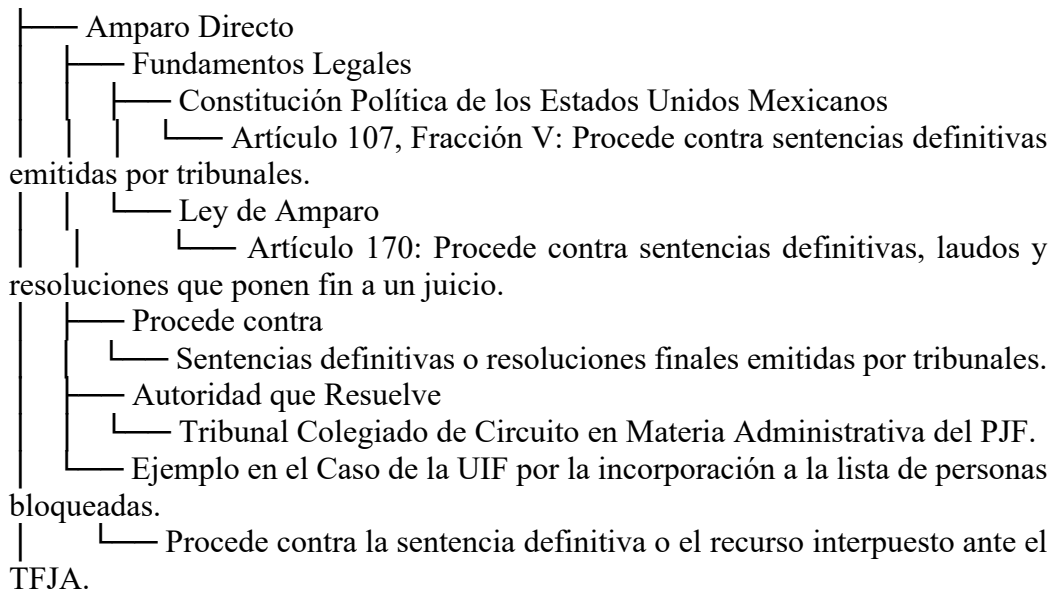 ├── Amparo Directo
│ ├── Fundamentos Legales
│ │ ├── Constitución Política de los Estados Unidos Mexicanos
│ │ │ └── Artículo 107, Fracción V: Procede contra sentencias definitivas
emitidas por tribunales.
│ │ └── Ley de Amparo
│ │ └── Artículo 170: Procede contra sentencias definitivas, laudos y
resoluciones que ponen fin a un juicio.
│ ├── Procede contra
│ │ └── Sentencias definitivas o resoluciones finales emitidas por tribunales.
│ ├── Autoridad que Resuelve
│ │ └── Tribunal Colegiado de Circuito en Materia Administrativa del PJF.
│ └── Ejemplo en el Caso de la UIF por la incorporación a la lista de personas
bloqueadas.
│ └── Procede contra la sentencia definitiva o el recurso interpuesto ante el
TFJA.